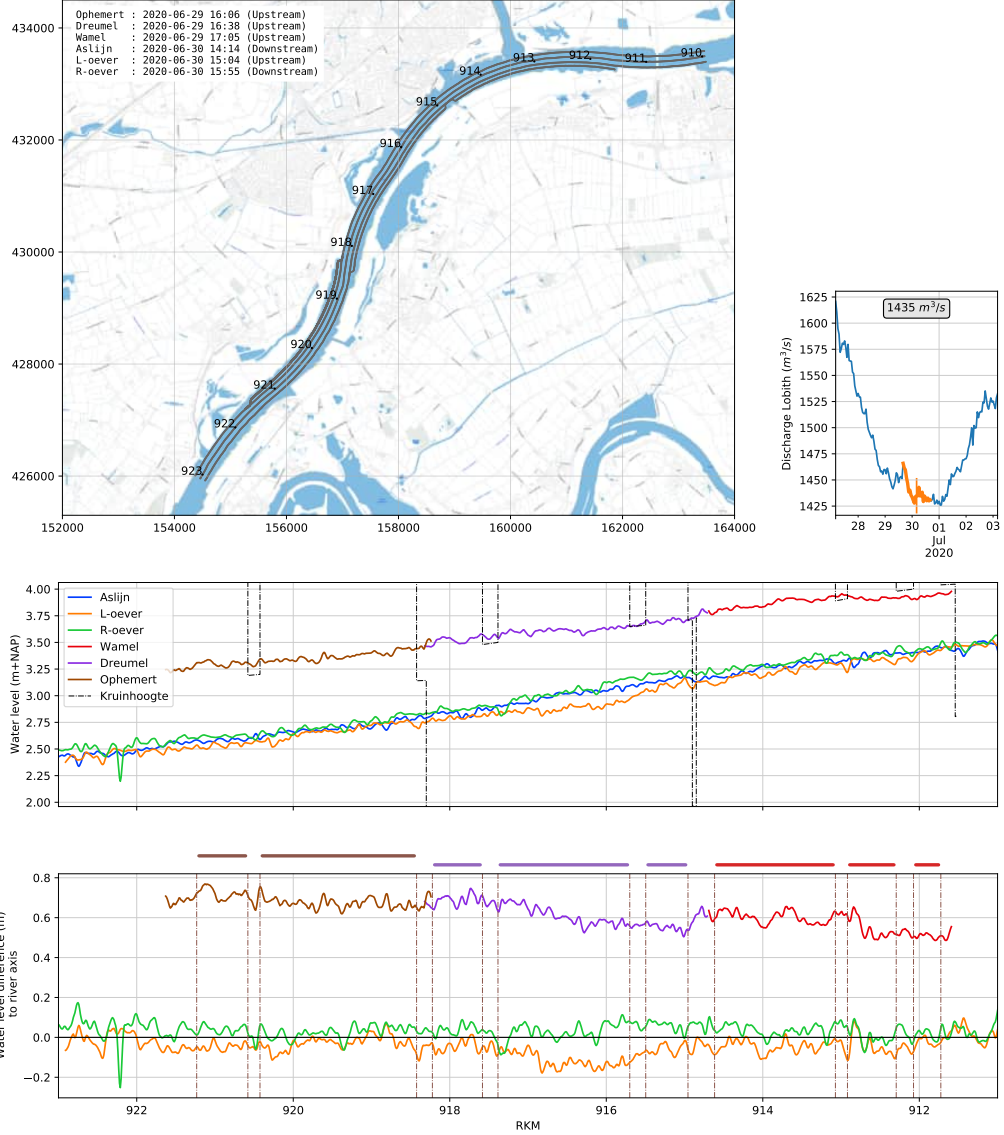 Ophemert : 2020-06-29 16:06 (Upstream)
Dreumel  : 2020-06-29 16:38 (Upstream)
Wamel    : 2020-06-29 17:05 (Upstream)
Aslijn   : 2020-06-30 14:14 (Downstream)
L-oever  : 2020-06-30 15:04 (Upstream)
R-oever  : 2020-06-30 15:55 (Downstream)
434000
432000
430000
428000
426000
910
911
912
913
914
915
916
917
918
919
920
921
922
923
152000 154000 156000 158000 160000 162000 164000
1435 m³/s
Discharge Lobith (m³/s)
1625
1600
1575
1550
1525
1500
1475
1450
1425
28 29 30 01 02 03
Jul
2020
Water level (m+NAP)
4.00
3.75
3.50
3.25
3.00
2.75
2.50
2.25
2.00
Aslijn
L-oever
R-oever
Wamel
Dreumel
Ophemert
Kruinhoogte
Water level difference (m)
to river axis
0.8
0.6
0.4
0.2
0.0
−0.2
922 920 918 916 914 912
RKM